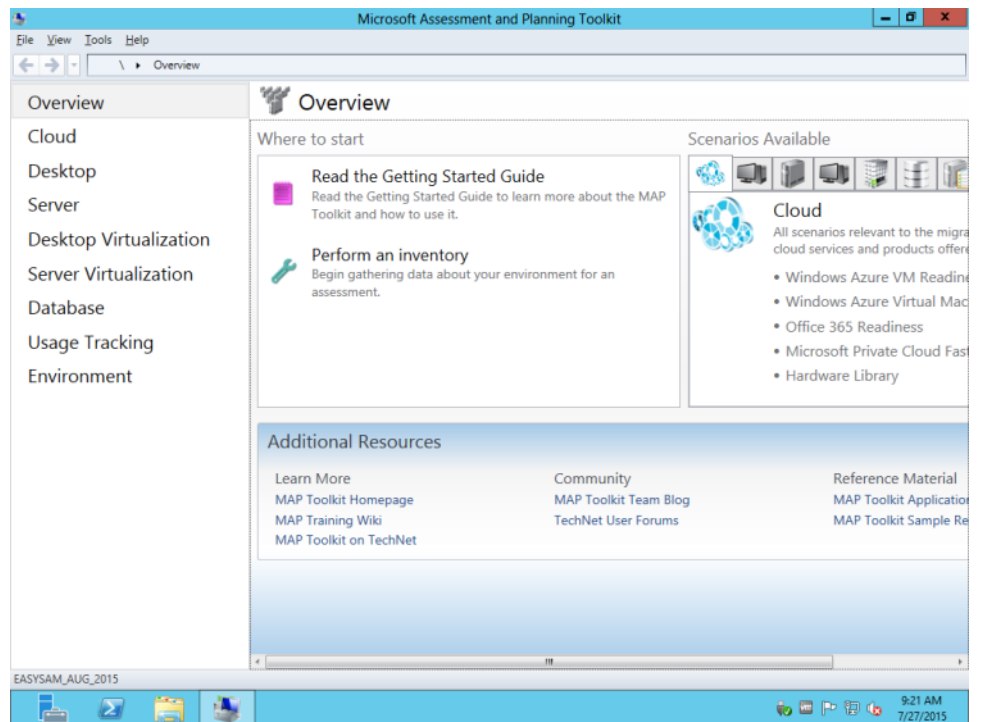 Microsoft Assessment and Planning Toolkit
File View Tools Help
\ ▸ Overview
Overview
Cloud
Desktop
Server
Desktop Virtualization
Server Virtualization
Database
Usage Tracking
Environment
Overview
Where to start
Read the Getting Started Guide
Read the Getting Started Guide to learn more about the MAP
Toolkit and how to use it.
Perform an inventory
Begin gathering data about your environment for an
assessment.
Scenarios Available
Cloud
All scenarios relevant to the migra
cloud services and products offere
• Windows Azure VM Readine
• Windows Azure Virtual Mac
• Office 365 Readiness
• Microsoft Private Cloud Fast
• Hardware Library
Additional Resources
Learn More
MAP Toolkit Homepage
MAP Training Wiki
MAP Toolkit on TechNet
Community
MAP Toolkit Team Blog
TechNet User Forums
Reference Material
MAP Toolkit Application
MAP Toolkit Sample Re
EASYSAM_AUG_2015
9:21 AM
7/27/2015